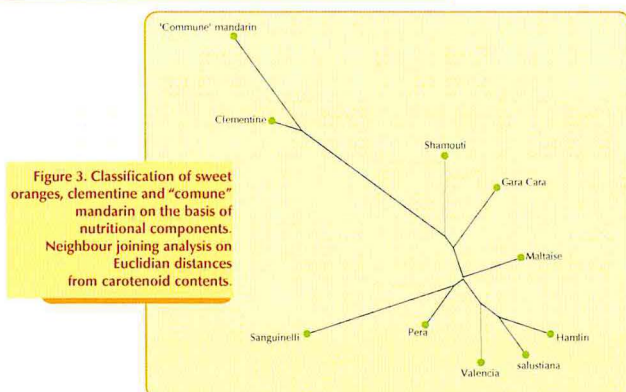 'Commune' mandarin
Clementine
Shamouti
Gara Cara
Figure 3. Classification of sweet
oranges, clementine and "comune"
mandarin on the basis of
nutritional components.
Neighbour joining analysis on
Euclidian distances
from carotenoid contents.
Maltaise
Sanguinelli
Pera
Hamlin
salustiana
Valencia